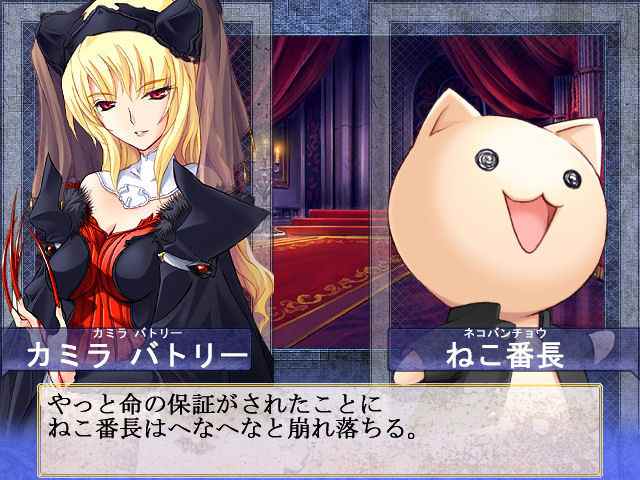 カミラ バトリー
カミラ バトリー
ネコバンチョウ
ねこ番長
やっと命の保証がされたことに
ねこ番長はへなへなと崩れ落ちる。